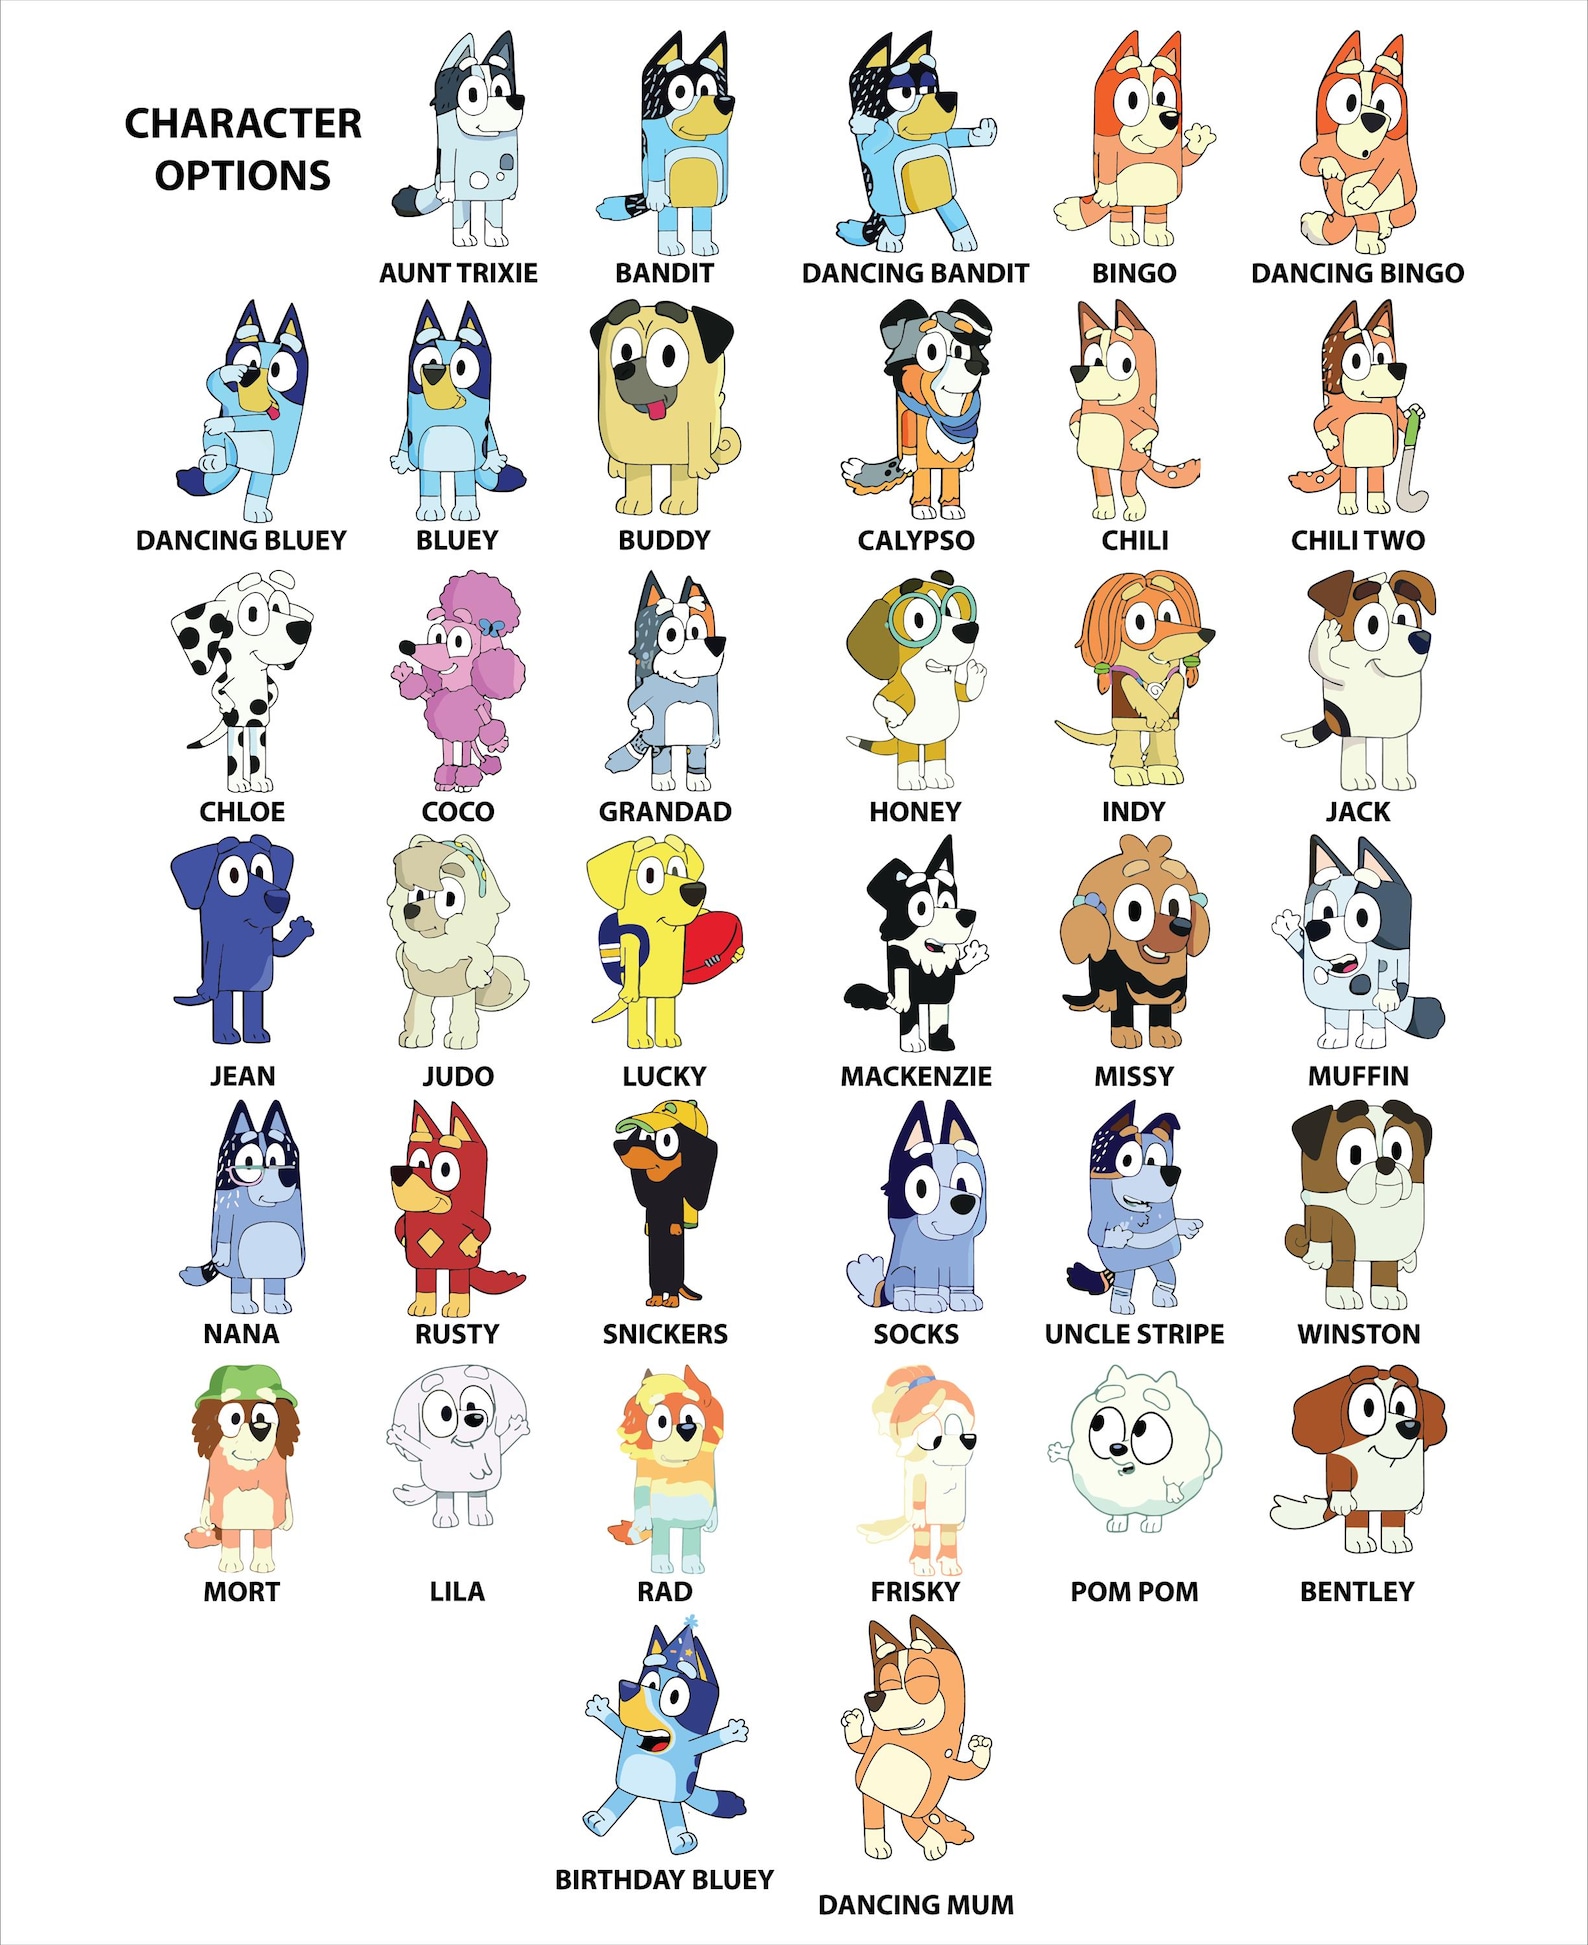 CHARACTER
OPTIONS
AUNT TRIXIE
BANDIT
DANCING BANDIT
BINGO
DANCING BINGO
DANCING BLUEY
BLUEY
BUDDY
CALYPSO
CHILI
CHILI TWO
CHLOE
COCO
GRANDAD
HONEY
INDY
JACK
JEAN
JUDO
LUCKY
MACKENZIE
MISSY
MUFFIN
NANA
RUSTY
SNICKERS
SOCKS
UNCLE STRIPE
WINSTON
MORT
LILA
RAD
FRISKY
POM POM
BENTLEY
BIRTHDAY BLUEY
DANCING MUM